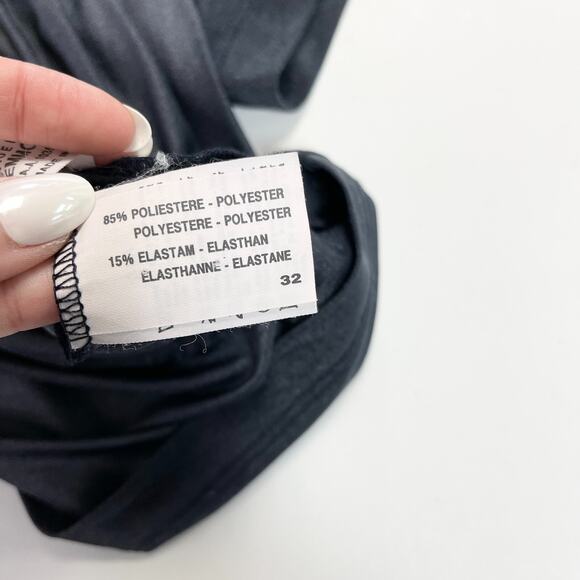 85% POLIESTERE - POLYESTER
POLYESTERE - POLYESTER
15% ELASTAM - ELASTHAN
ELASTHANNE - ELASTANE
32